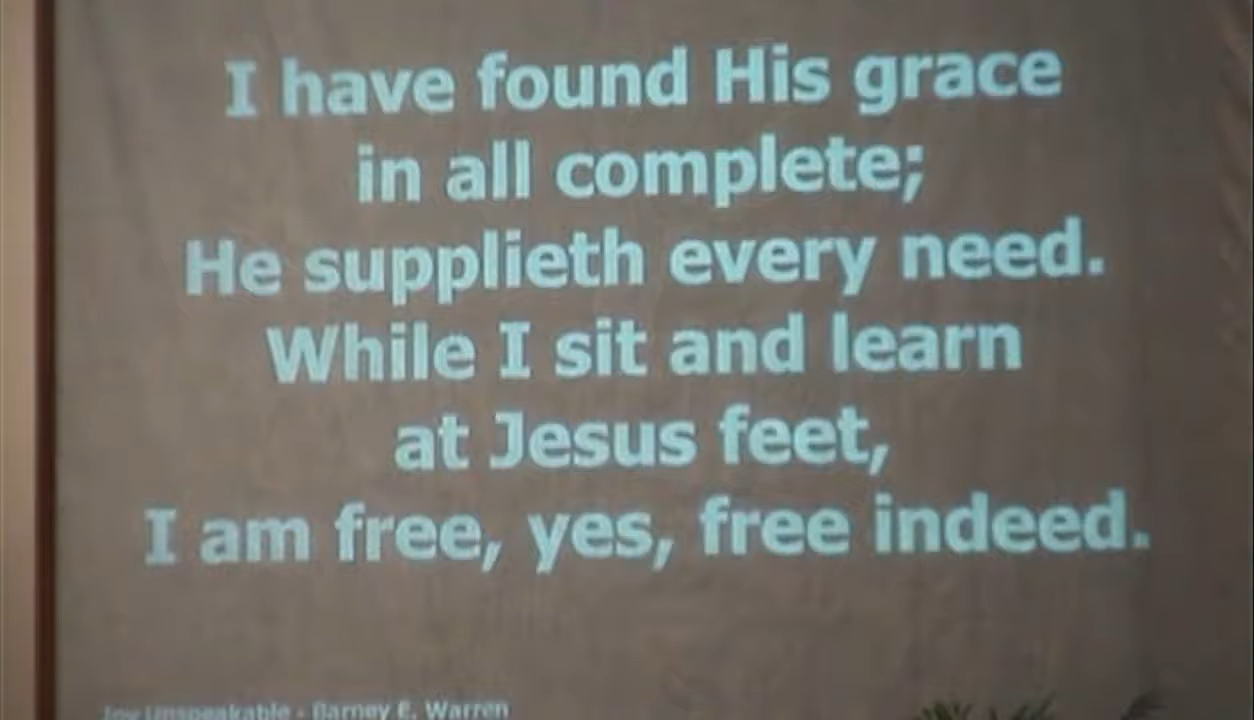 I have found His grace
in all complete;
He supplieth every need.
While I sit and learn
at Jesus feet,
I am free, yes, free indeed.
Joy Unspeakable - Barney E. Warren